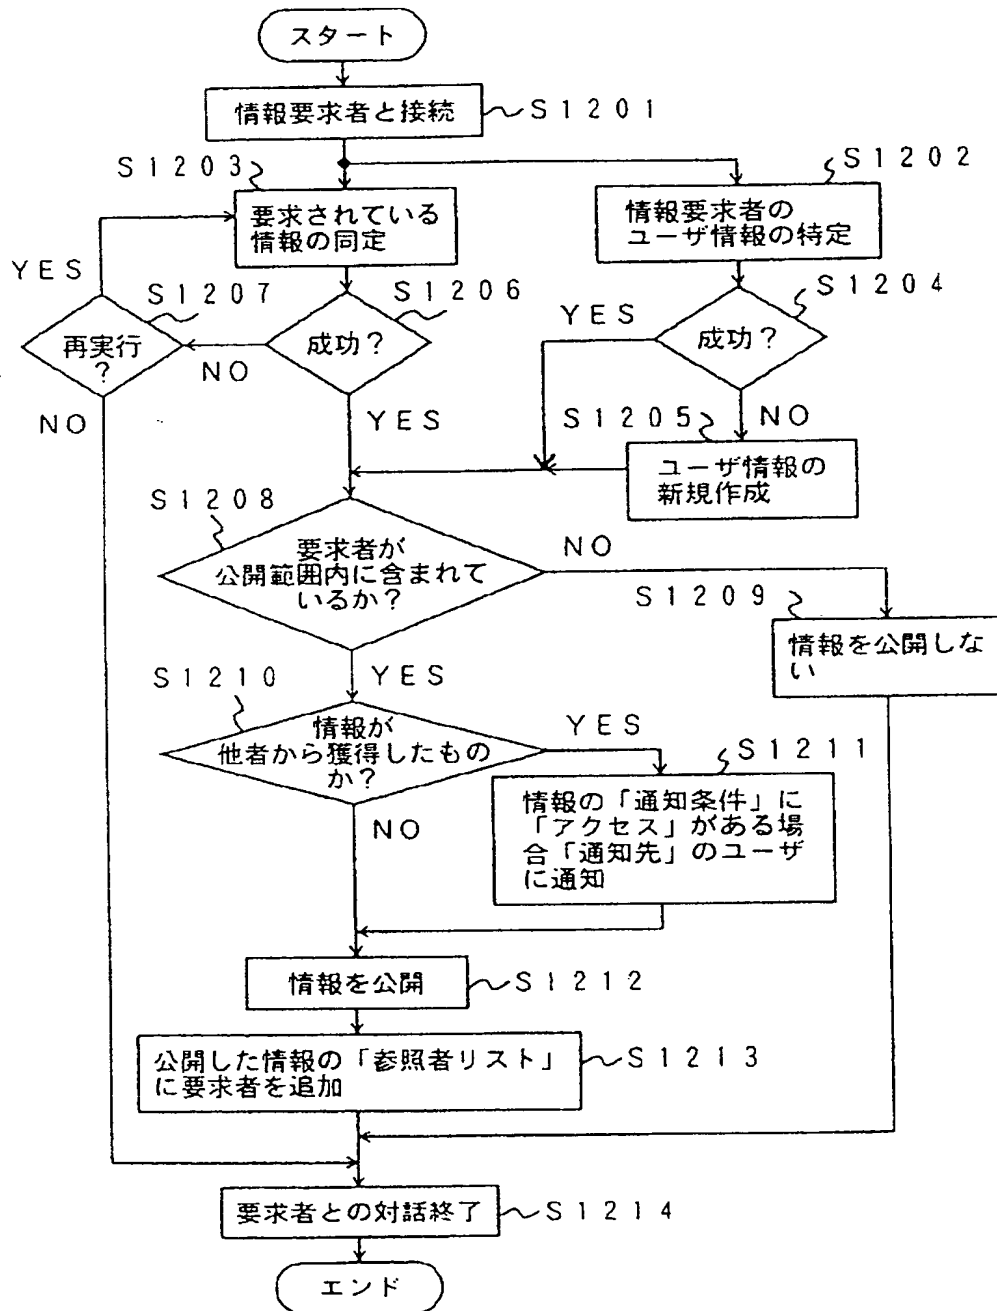 スタート
情報要求者と接続
S1201
S1203
要求されている
情報の同定
S1202
情報要求者の
ユーザ情報の特定
YES
S1207
再実行
?
NO
S1206
成功?
NO
YES
S1204
成功?
YES
NO
S1205
ユーザ情報の
新規作成
S1208
要求者が
公開範囲内に含まれて
いるか?
NO
S1209
情報を公開しな
い
YES
S1210
情報が
他者から獲得したもの
か?
YES
S1211
情報の「通知条件」に
「アクセス」がある場
合「通知先」のユーザ
に通知
NO
情報を公開
S1212
公開した情報の「参照者リスト」
に要求者を追加
S1213
要求者との対話終了
S1214
エンド